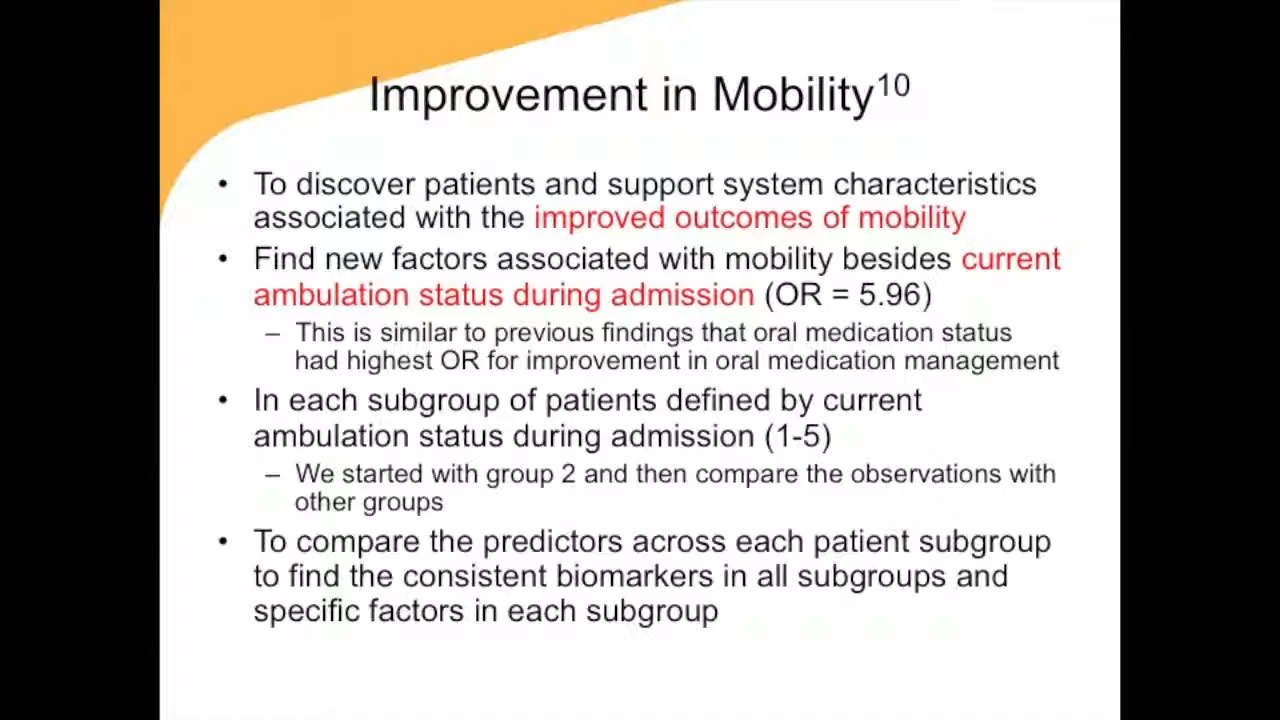 Improvement in Mobility10
• To discover patients and support system characteristics
associated with the improved outcomes of mobility
• Find new factors associated with mobility besides current
ambulation status during admission (OR = 5.96)
– This is similar to previous findings that oral medication status
had highest OR for improvement in oral medication management
• In each subgroup of patients defined by current
ambulation status during admission (1-5)
– We started with group 2 and then compare the observations with
other groups
• To compare the predictors across each patient subgroup
to find the consistent biomarkers in all subgroups and
specific factors in each subgroup